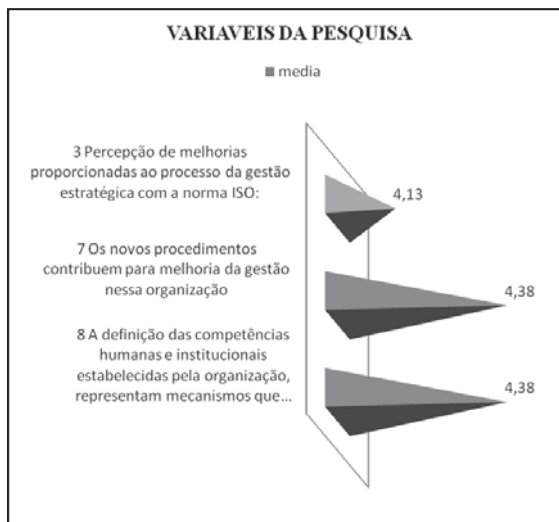 VARIAVEIS DA PESQUISA
media
3 Percepção de melhorias
proporcionadas ao processo da gestão
estratégica com a norma ISO:
4,13
7 Os novos procedimentos
contribuem para melhoria da gestão
nessa organização
4,38
8 A definição das competências
humanas e institucionais
estabelecidas pela organização,
representam mecanismos que...
4,38